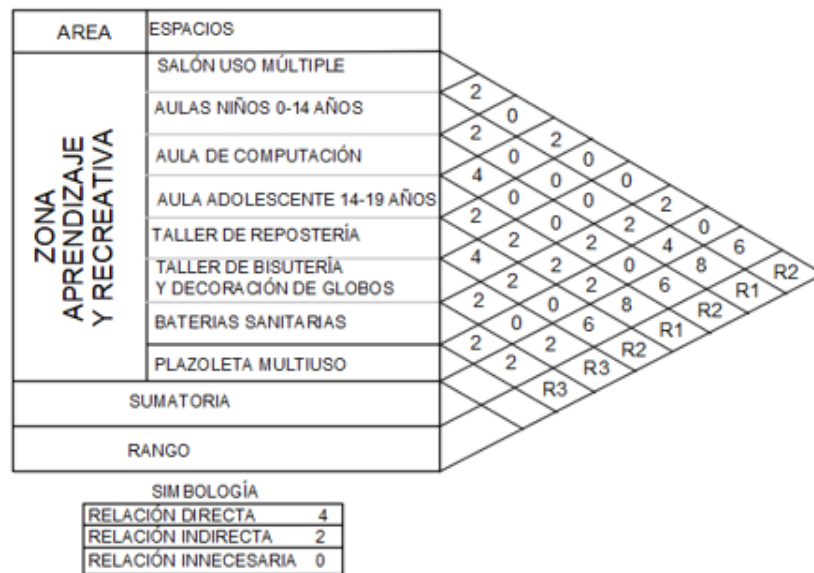 AREA ESPACIOS
ZONA
APRENDIZAJE
Y RECREATIVA
SALÓN USO MÚLTIPLE
AULAS NIÑOS 0-14 AÑOS
AULA DE COMPUTACIÓN
AULA ADOLESCENTE 14-19 AÑOS
TALLER DE REPOSTERÍA
TALLER DE BISUTERÍA
Y DECORACIÓN DE GLOBOS
BATERIAS SANITARIAS
PLAZOLETA MULTIUSO
SUMATORIA
RANGO
2
0
2 2
0 0
4 0 0
0 0 2
2 0 2 0
2 2 4 6
4 2 0 8 R2
2 2 6 R1
2 0 8 R2
0 6 R1
2 2 R2
2 R3
R3
SIMBOLOGÍA
RELACIÓN DIRECTA 4
RELACIÓN INDIRECTA 2
RELACIÓN INNECESARIA 0